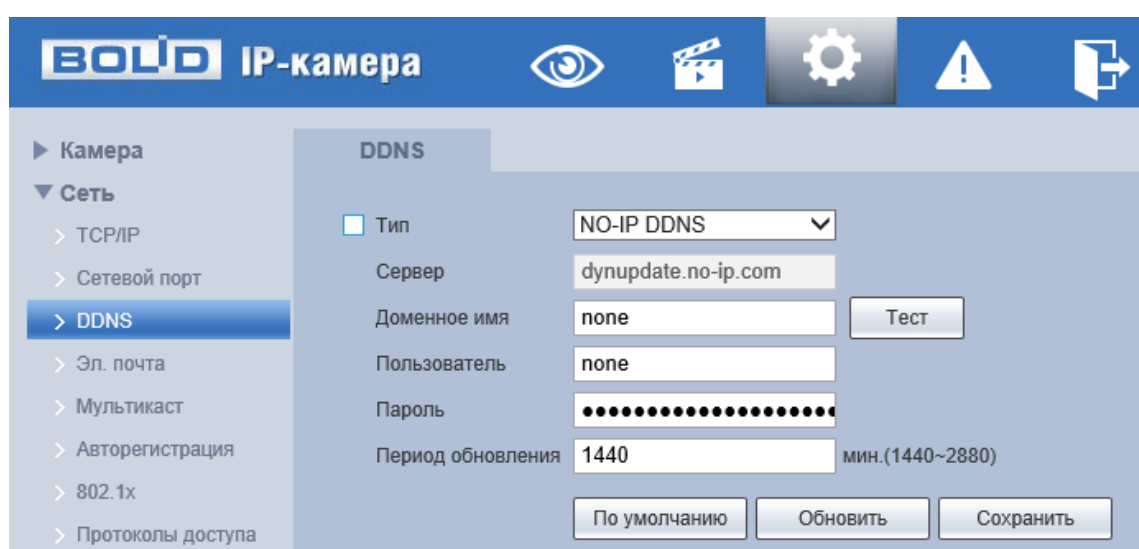 BOLID IP-камера
Камера
DDNS
Сеть
TCP/IP
Сетевой порт
DDNS
Эл. почта
Мультикаст
Авторегистрация
802.1x
Протоколы доступа
Тип NO-IP DDNS
Сервер dynupdate.no-ip.com
Доменное имя none Тест
Пользователь none
Пароль ●●●●●●●●●●●●●●●●●●●●
Период обновления 1440 мин.(1440~2880)
По умолчанию Обновить Сохранить